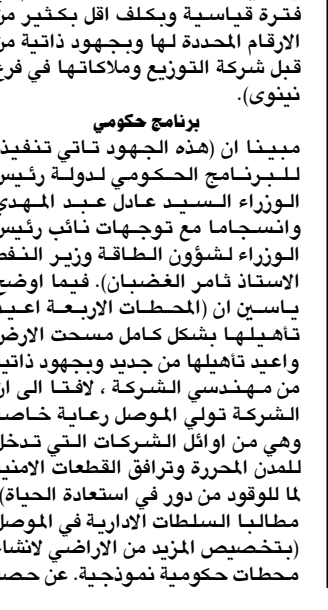 فترة قياسية وبكلف اقل بكثير من
الارقام المحددة لها وبجهود ذاتية من
قبل شركة التوزيع وملاكاتها في فرع
نينوى).
برنامج حكومي
مبينا ان (هذه الجهود تاتي تنفيذا
للبرنامج الحكومي لدولة رئيس
الوزراء السيد عادل عبد المهدي
وانسجاما مع توجهات نائب رئيس
الوزراء لشؤون الطاقة وزير النفط
الاستاذ ثامر الغضبان). فيما اوضح
ياسين ان (المحطات الاربعة اعيد
تأهيلها بشكل كامل مسحت الارض
واعيد تأهيلها من جديد وبجهود ذاتية
من مهندسي الشركة ، لافتا الى ان
الشركة تولي الموصل رعاية خاصة
وهي من اوائل الشركات التي تدخل
للمدن المحررة وترافق القطعات الامنية
لما للوقود من دور في استعادة الحياة)
مطالبا السلطات الادارية في الموصل
(بتخصيص المزيد من الاراضي لانشاء
محطات حكومية نموذجية. عن حصة